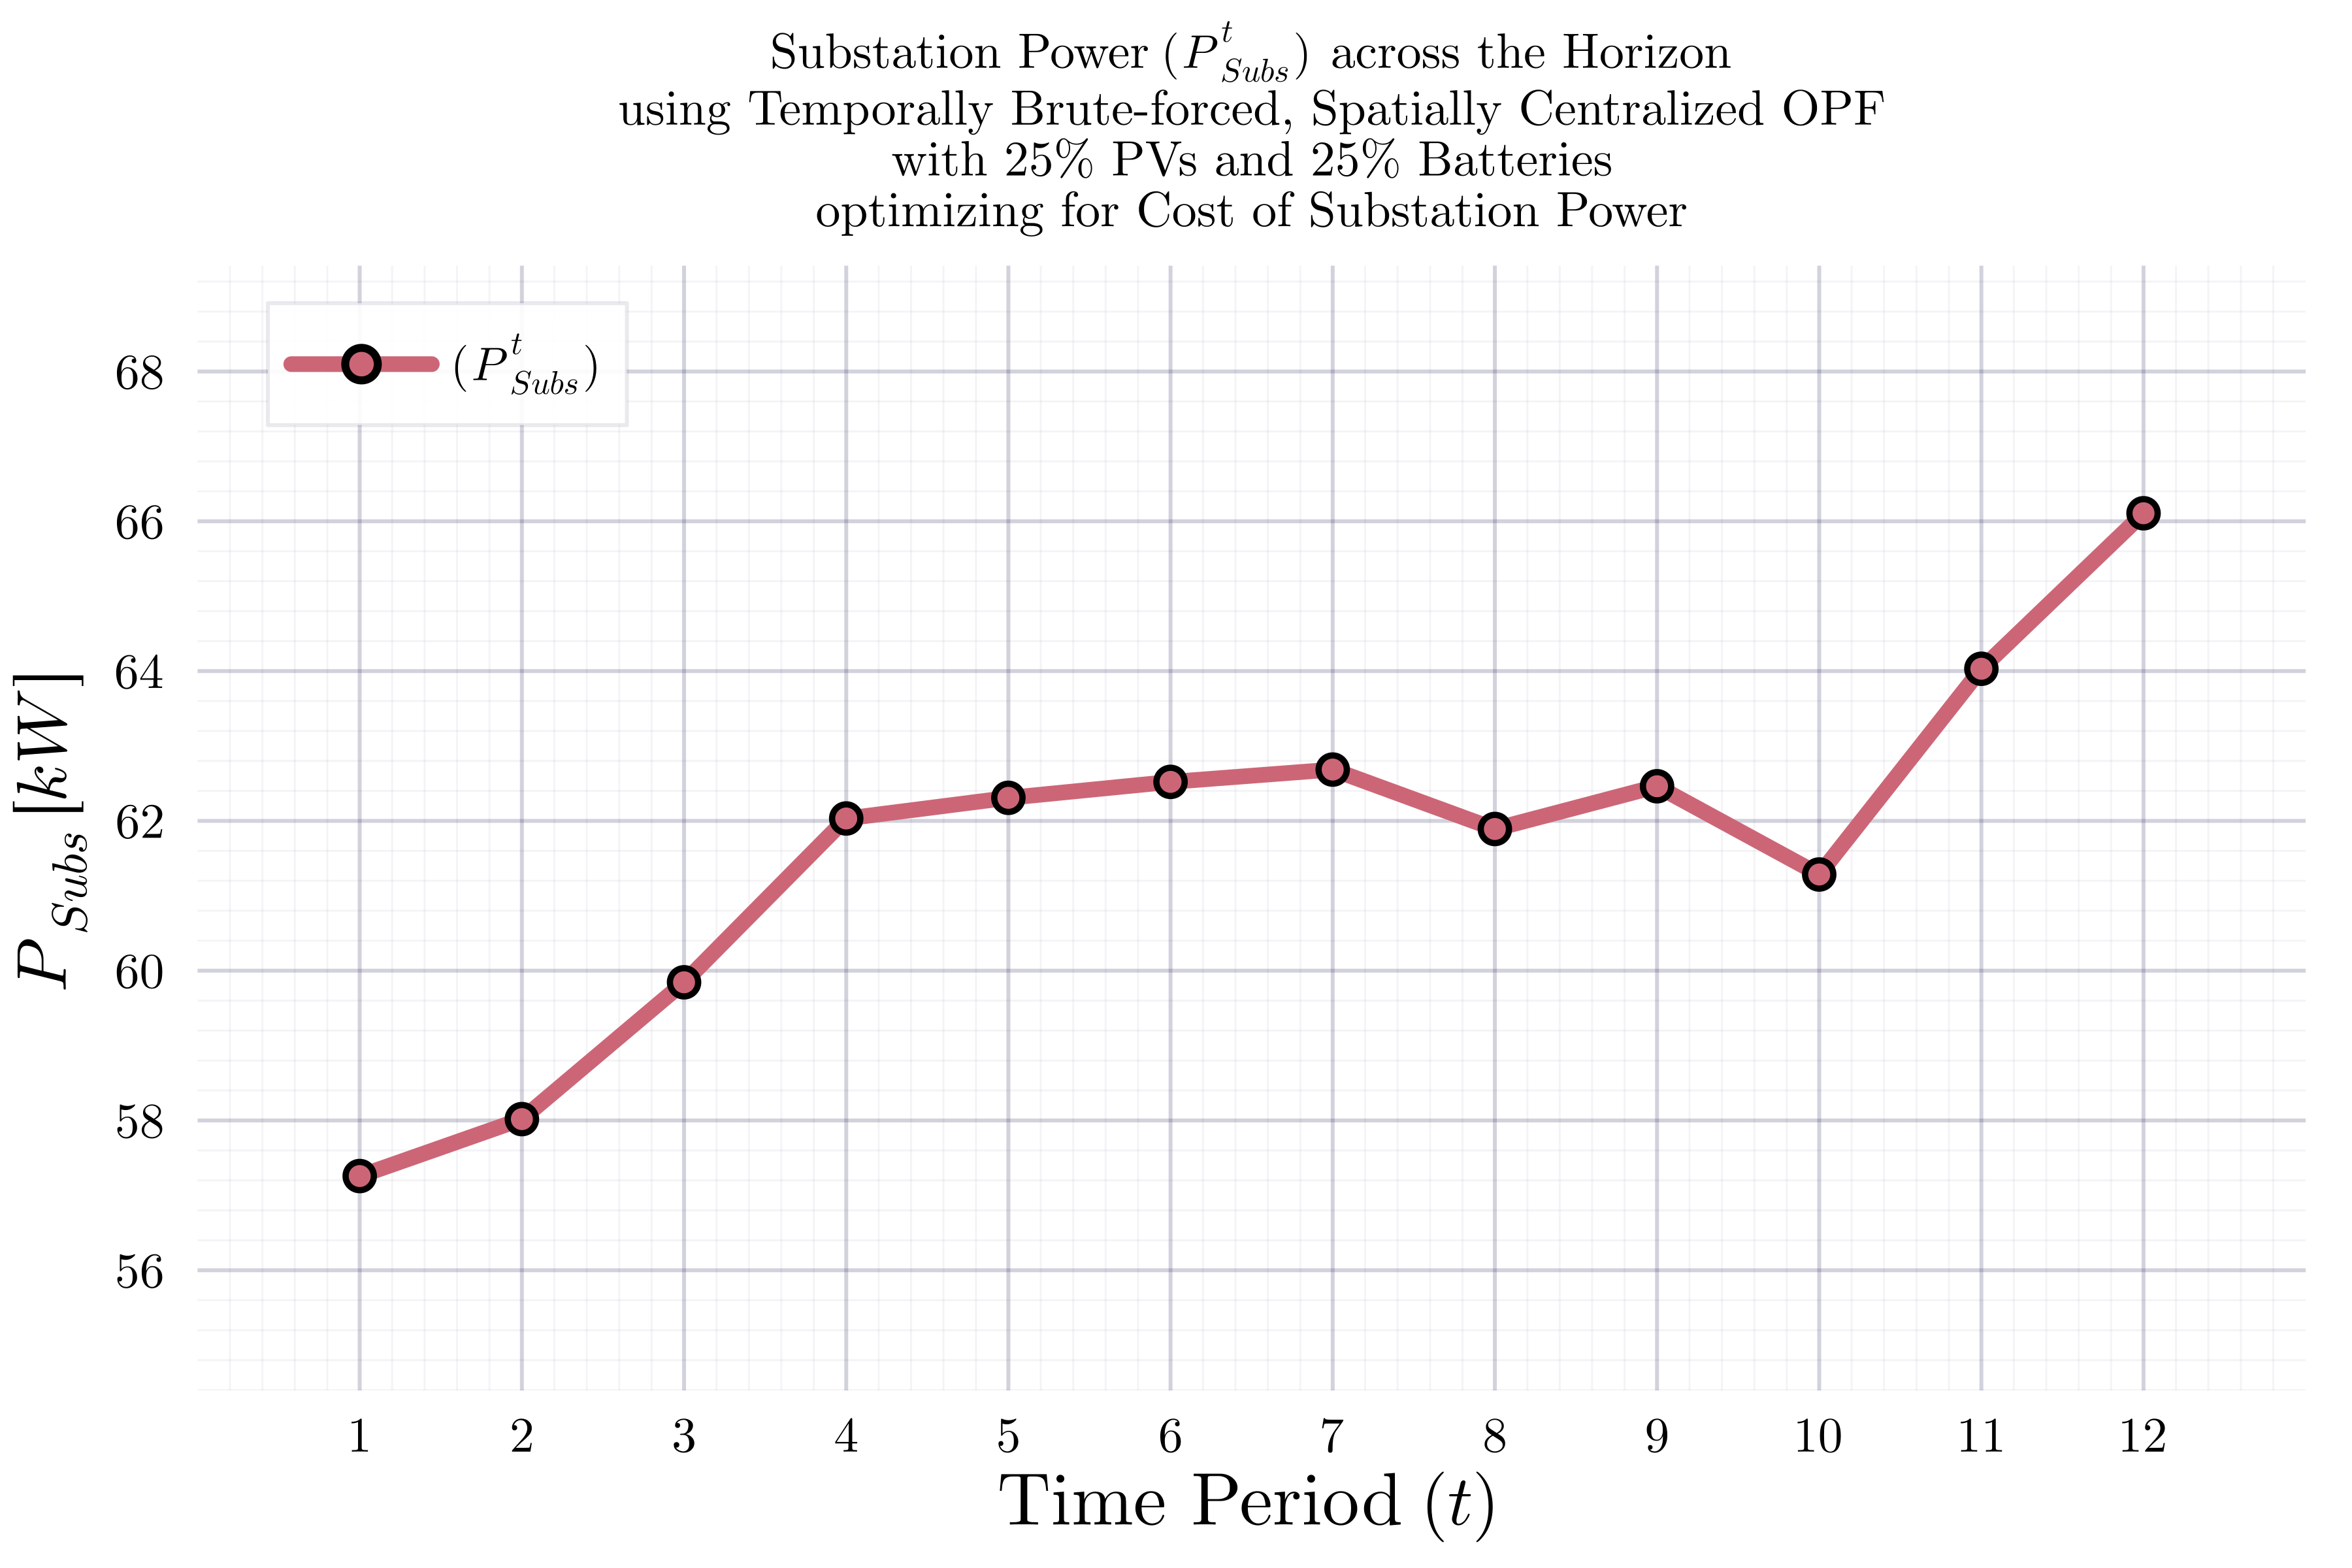 Substation Power (P^t_Subs) across the Horizon
using Temporally Brute-forced, Spatially Centralized OPF
with 25% PVs and 25% Batteries
optimizing for Cost of Substation Power
(P^t_Subs)
68
66
64
62
60
58
56
P_Subs [kW]
1 2 3 4 5 6 7 8 9 10 11 12
Time Period (t)